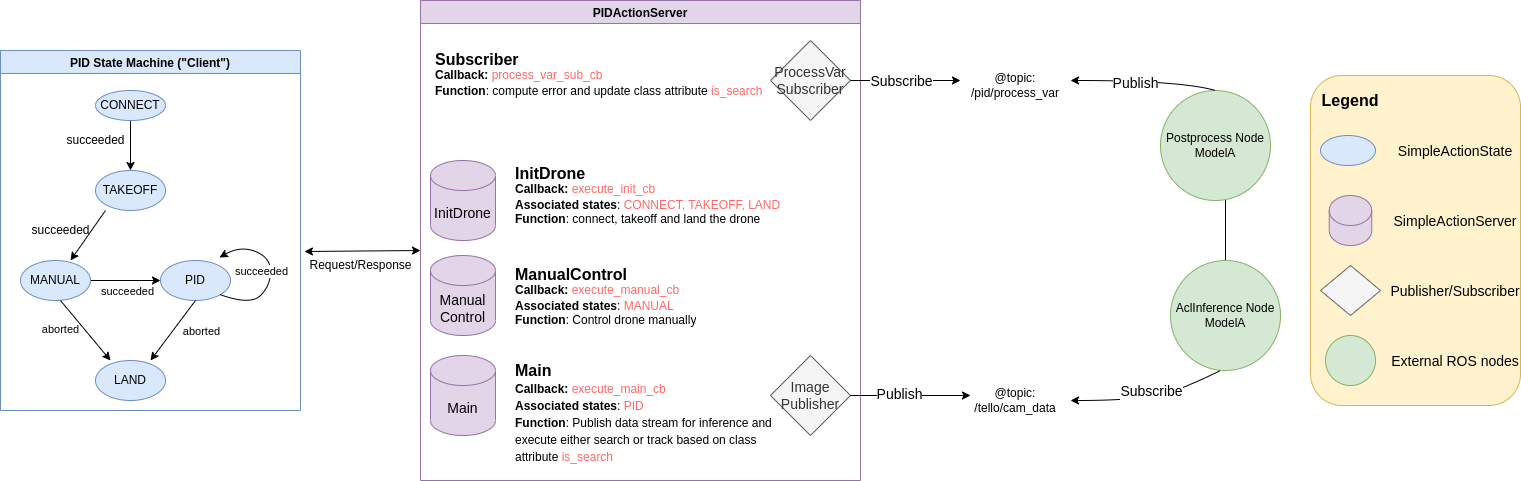 PID State Machine ("Client")
CONNECT
succeeded
TAKEOFF
succeeded
MANUAL
succeeded
PID
succeeded
aborted
aborted
LAND
Request/Response
PIDActionServer
Subscriber
Callback: process_var_sub_cb
Function: compute error and update class attribute is_search
ProcessVar
Subscriber
InitDrone
InitDrone
Callback: execute_init_cb
Associated states: CONNECT, TAKEOFF, LAND
Function: connect, takeoff and land the drone
Manual
Control
ManualControl
Callback: execute_manual_cb
Associated states: MANUAL
Function: Control drone manually
Main
Main
Callback: execute_main_cb
Associated states: PID
Function: Publish data stream for inference and
execute either search or track based on class
attribute is_search
Image
Publisher
Subscribe
@topic:
/pid/process_var
Publish
Postprocess Node
ModelA
AclInference Node
ModelA
Publish
@topic:
/tello/cam_data
Subscribe
Legend
SimpleActionState
SimpleActionServer
Publisher/Subscriber
External ROS nodes